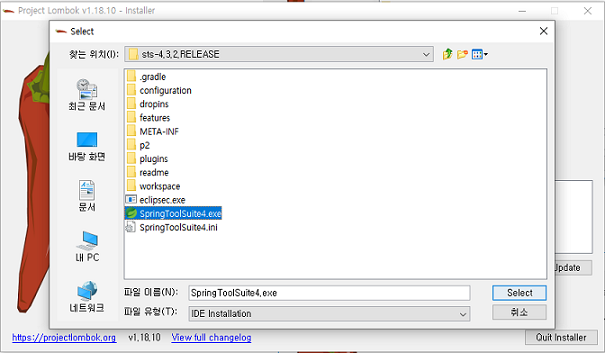 Project Lombok v1.18.10 - Installer
Select
찾는 위치(I):
sts-4.3.2.RELEASE
최근 문서
바탕 화면
문서
내 PC
네트워크
.gradle
configuration
dropins
features
META-INF
p2
plugins
readme
workspace
eclipsec.exe
SpringToolSuite4.exe
SpringToolSuite4.ini
파일 이름(N):
SpringToolSuite4.exe
Select
파일 유형(T):
IDE Installation
취소
Update
https://projectlombok.org
v1.18.10
View full changelog
Quit Installer